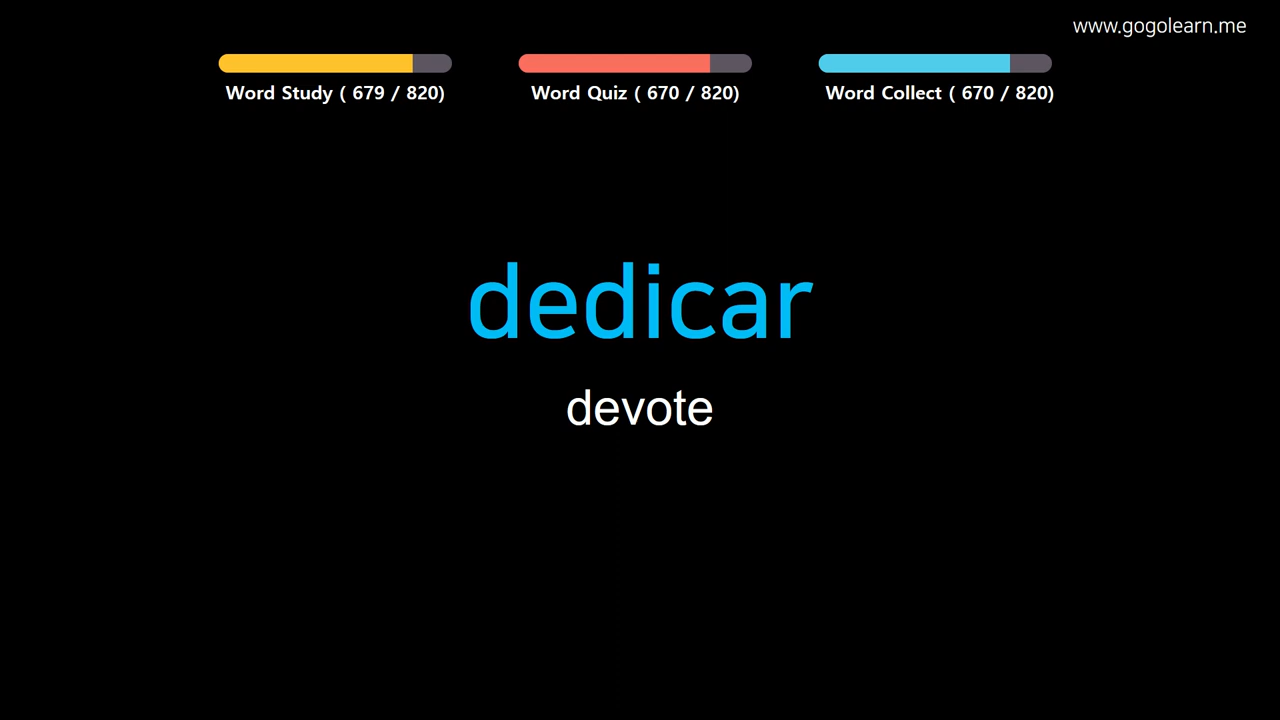 www.gogolearn.me
Word Study ( 679 / 820)
Word Quiz ( 670 / 820)
Word Collect ( 670 / 820)
dedicar
devote